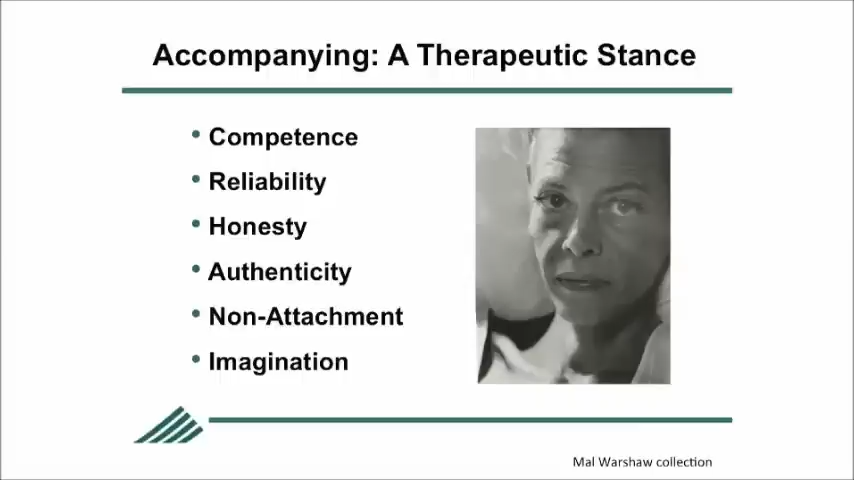 Accompanying: A Therapeutic Stance
• Competence
• Reliability
• Honesty
• Authenticity
• Non-Attachment
• Imagination
Mal Warshaw collection